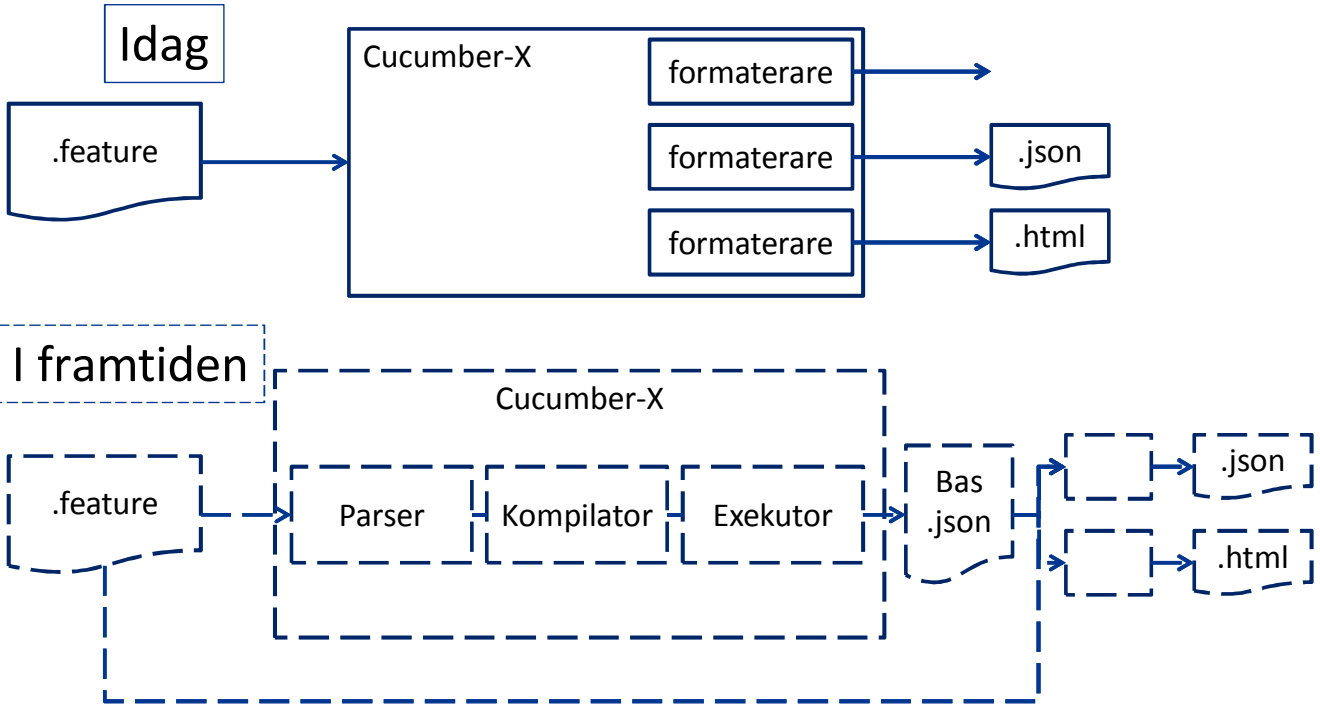 Idag
Cucumber-X
formaterare
.feature
formaterare
.json
formaterare
.html
I framtiden
Cucumber-X
.feature
Parser
Kompilator
Exekutor
Bas
.json
.json
.html